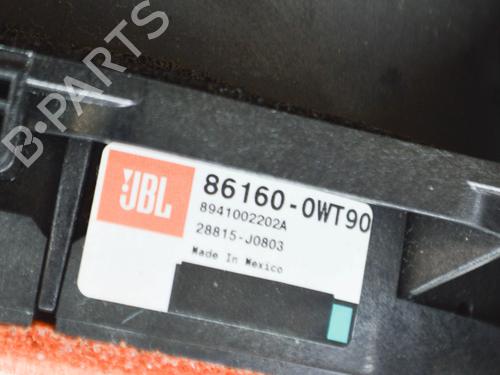 B·PARTS
JBL
86160-0WT90
8941002202A
28815-J0803
Made In Mexico